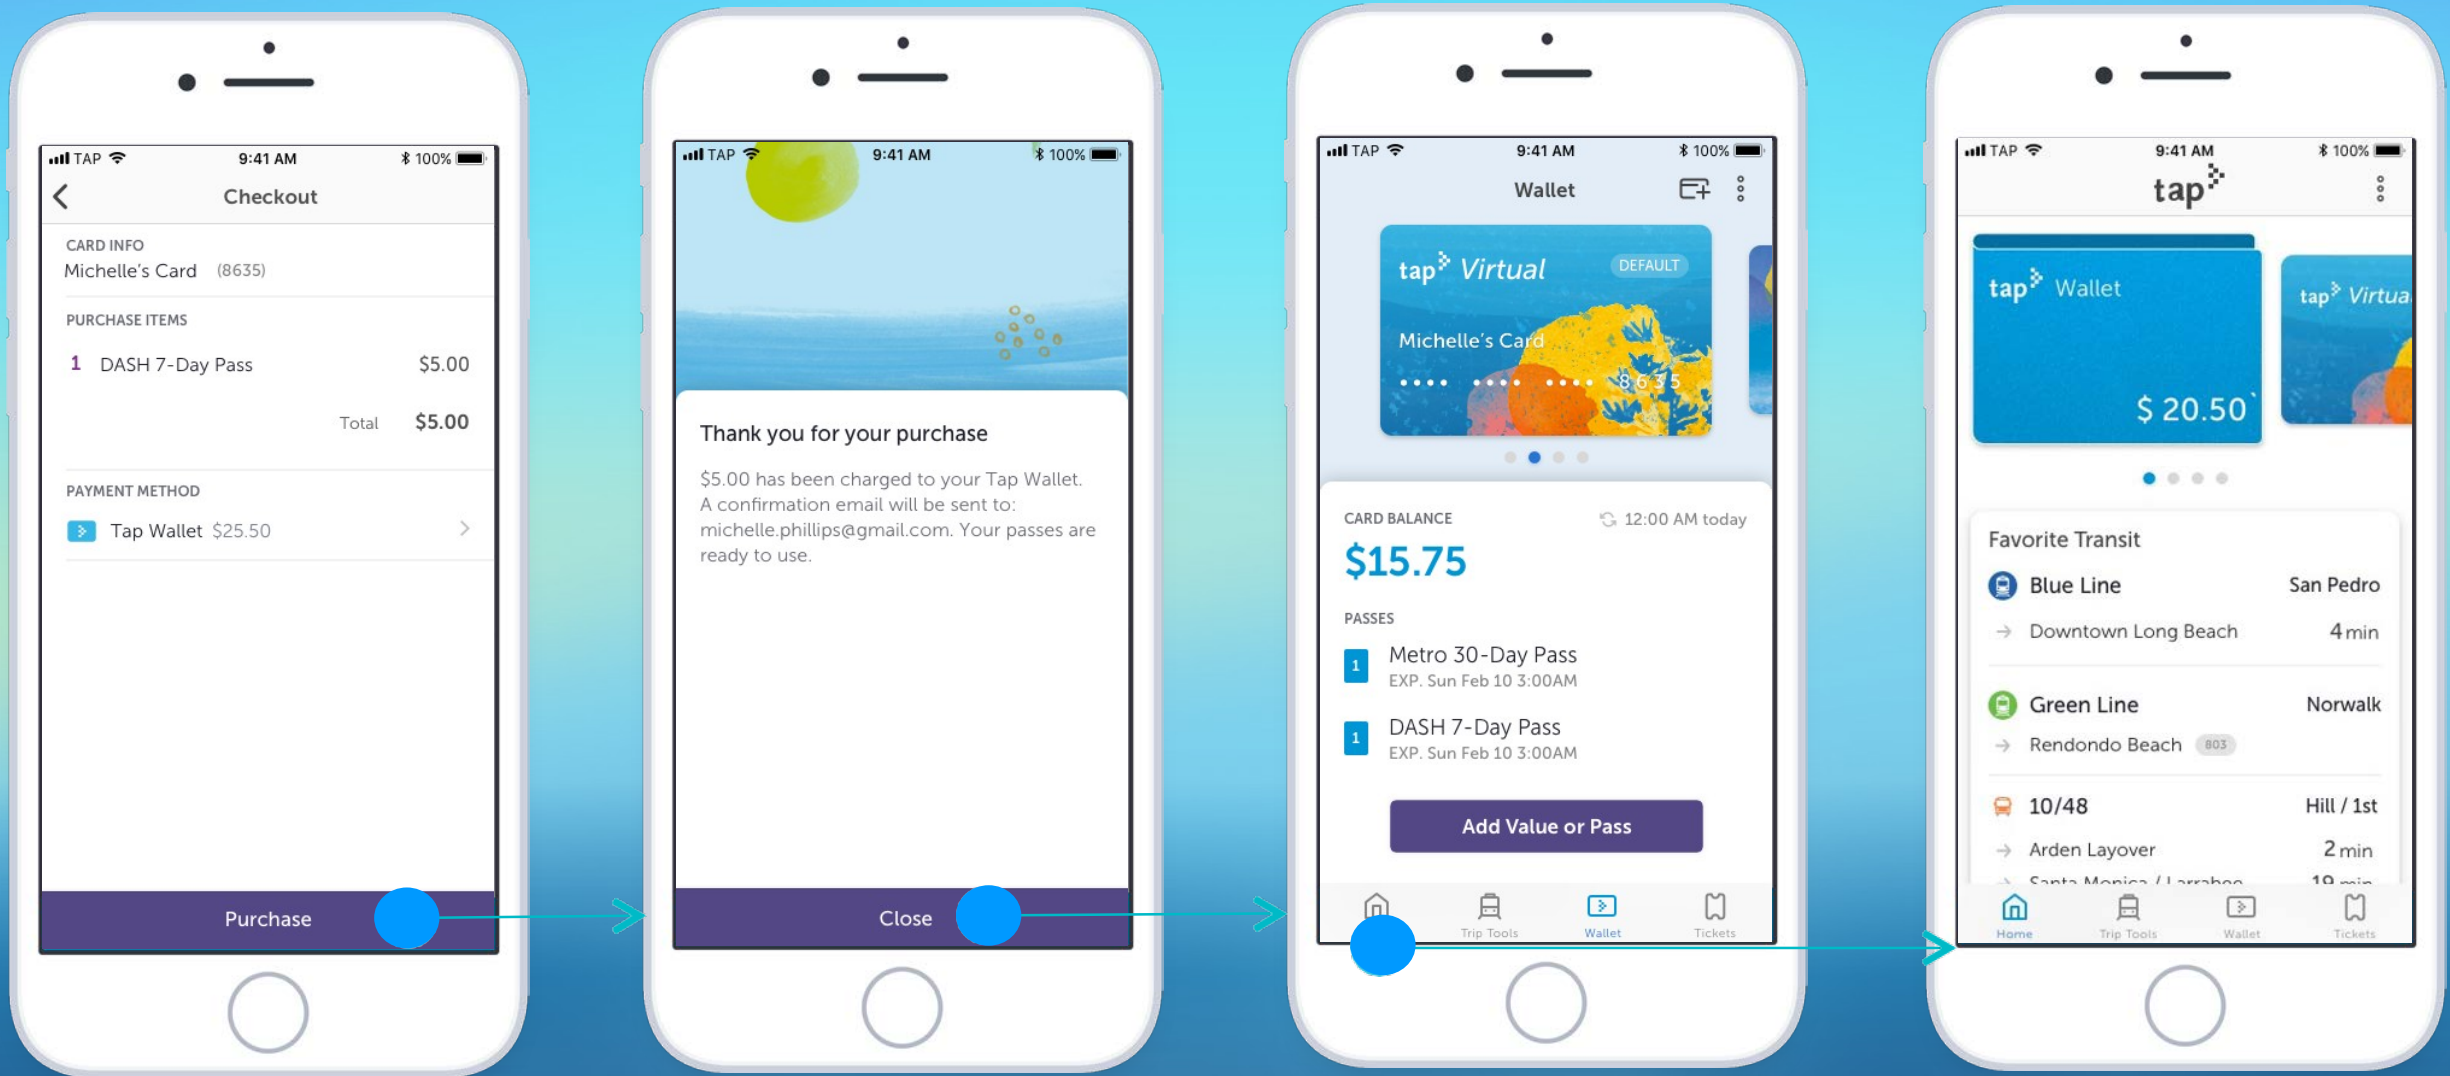 TAP 9:41 AM 100%
Checkout
CARD INFO
Michelle's Card (8635)
PURCHASE ITEMS
1 DASH 7-Day Pass $5.00
Total $5.00
PAYMENT METHOD
Tap Wallet $25.50
Purchase
TAP 9:41 AM 100%
Thank you for your purchase
$5.00 has been charged to your Tap Wallet.
A confirmation email will be sent to:
michelle.phillips@gmail.com. Your passes are
ready to use.
Close
TAP 9:41 AM 100%
Wallet
tap Virtual DEFAULT
Michelle's Card
•••• •••• •••• 8635
CARD BALANCE 12:00 AM today
$15.75
PASSES
1 Metro 30-Day Pass
EXP. Sun Feb 10 3:00AM
1 DASH 7-Day Pass
EXP. Sun Feb 10 3:00AM
Add Value or Pass
Trip Tools Wallet Tickets
TAP 9:41 AM 100%
tap
tap Wallet
$ 20.50
tap Virtua
Favorite Transit
Blue Line San Pedro
→ Downtown Long Beach 4 min
Green Line Norwalk
→ Rendondo Beach 803
10/48 Hill / 1st
→ Arden Layover 2 min
→ Santa Monica / Larrabee 19 min
Home Trip Tools Wallet Tickets